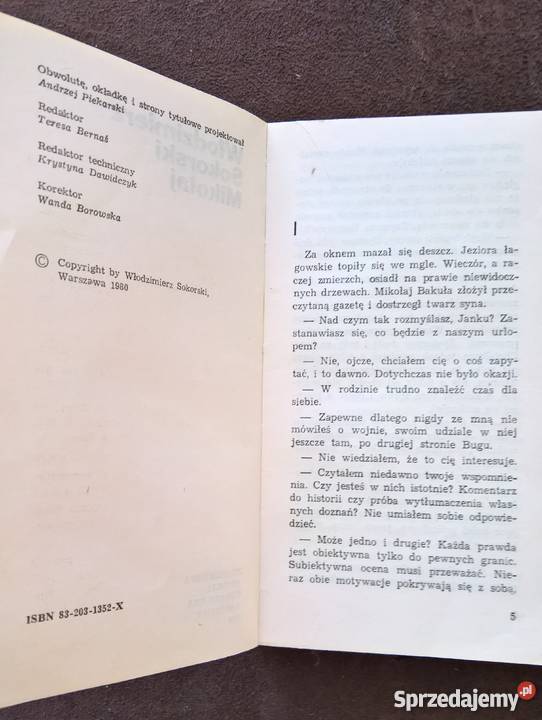 Obwolutę, okładkę i strony tytułowe projektował
Andrzej Piekarski
Redaktor
Teresa Bernaś
Redaktor techniczny
Krystyna Dawidczyk
Korektor
Wanda Borowska
© Copyright by Włodzimierz Sokorski,
Warszawa 1980
ISBN 83-203-1352-X
Włodzimierz
Sokorski
Mikołaj
I
Za oknem mazał się deszcz. Jeziora ła-
gowskie topiły się we mgle. Wieczór, a ra-
czej zmierzch, osiadł na prawie niewidocz-
nych drzewach. Mikołaj Bakuła złożył prze-
czytaną gazetę i dostrzegł twarz syna.
— Nad czym tak rozmyślasz, Janku? Za-
stanawiasz się, co będzie z naszym urlo-
pem?
— Nie, ojcze, chciałem cię o coś zapy-
tać, i to dawno. Dotychczas nie było okazji.
— W rodzinie trudno znaleźć czas dla
siebie.
— Zapewne dlatego nigdy ze mną nie
mówiłeś o wojnie, swoim udziale w niej
jeszcze tam, po drugiej stronie Bugu.
— Nie wiedziałem, że to cię interesuje.
— Czytałem niedawno twoje wspomnie-
nia. Czy jesteś w nich istotnie? Komentarz
do historii czy próba wytłumaczenia włas-
nych doznań? Nie umiałem sobie odpowie-
dzieć.
— Może jedno i drugie? Każda prawda
jest obiektywna tylko do pewnych granic.
Subiektywna ocena musi przeważać. Nie-
raz obie motywacje pokrywają się z sobą,
5
Sprzedajemy.pl